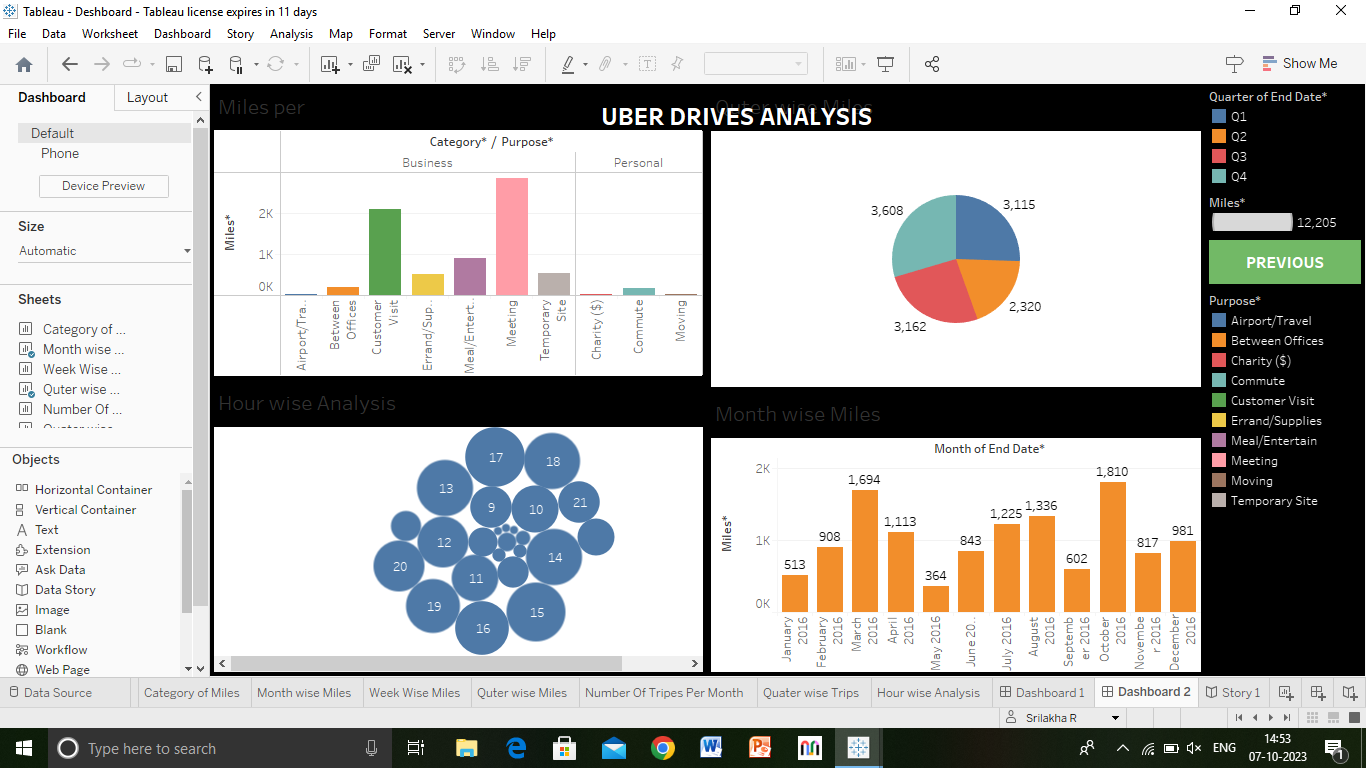 Tableau - Dashboard - Tableau license expires in 11 days
File Data Worksheet Dashboard Story Analysis Map Format Server Window Help
Show Me
Dashboard Layout
Default
Phone
Device Preview
Size
Automatic
Sheets
Category of ...
Month wise ...
Week Wise ...
Quter wise ...
Number Of ...
Objects
Horizontal Container
Vertical Container
Text
Extension
Ask Data
Data Story
Image
Blank
Workflow
Web Page
UBER DRIVES ANALYSIS
Miles per
Category* / Purpose*
Business Personal
Miles*
2K
1K
0K
Airport/Tra..
Between Offices
Customer Visit
Errand/Sup..
Meal/Entert..
Meeting
Temporary Site
Charity ($)
Commute
Moving
Quter wise Miles
3,608
3,115
3,162
2,320
Hour wise Analysis
17
18
13
9
10
21
12
14
20
11
19
15
16
Month wise Miles
Month of End Date*
Miles*
2K
1K
0K
513
908
1,694
1,113
364
843
1,225
1,336
602
1,810
817
981
January 2016
February 2016
March 2016
April 2016
May 2016
June 20..
July 2016
August 2016
Septemb er 2016
October 2016
Novembe r 2016
December 2016
Quarter of End Date*
Q1
Q2
Q3
Q4
Miles*
12,205
PREVIOUS
Purpose*
Airport/Travel
Between Offices
Charity ($)
Commute
Customer Visit
Errand/Supplies
Meal/Entertain
Meeting
Moving
Temporary Site
Data Source Category of Miles Month wise Miles Week Wise Miles Quter wise Miles Number Of Tripes Per Month Quater wise Trips Hour wise Analysis Dashboard 1 Dashboard 2 Story 1
Srilakha R
Type here to search
ENG
14:53
07-10-2023
1